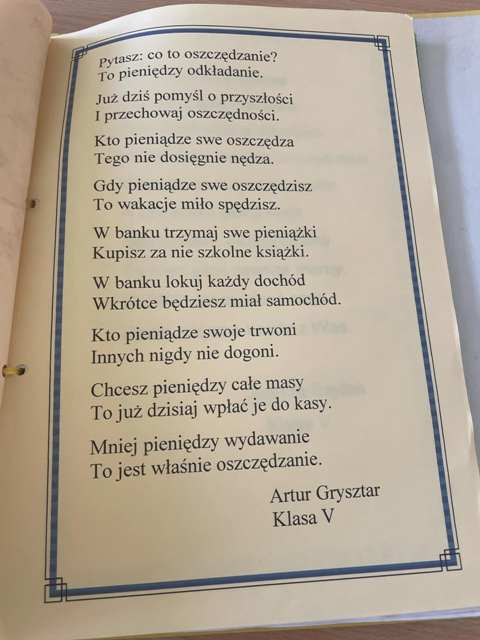 Pytasz: co to oszczędzanie?
To pieniędzy odkładanie.
Już dziś pomyśl o przyszłości
I przechowaj oszczędności.
Kto pieniądze swe oszczędza
Tego nie dosięgnie nędza.
Gdy pieniądze swe oszczędzisz
To wakacje miło spędzisz.
W banku trzymaj swe pieniążki
Kupisz za nie szkolne książki.
W banku lokuj każdy dochód
Wkrótce będziesz miał samochód.
Kto pieniądze swoje trwoni
Innych nigdy nie dogoni.
Chcesz pieniędzy całe masy
To już dzisiaj wpłać je do kasy.
Mniej pieniędzy wydawanie
To jest właśnie oszczędzanie.
Artur Grysztar
Klasa V